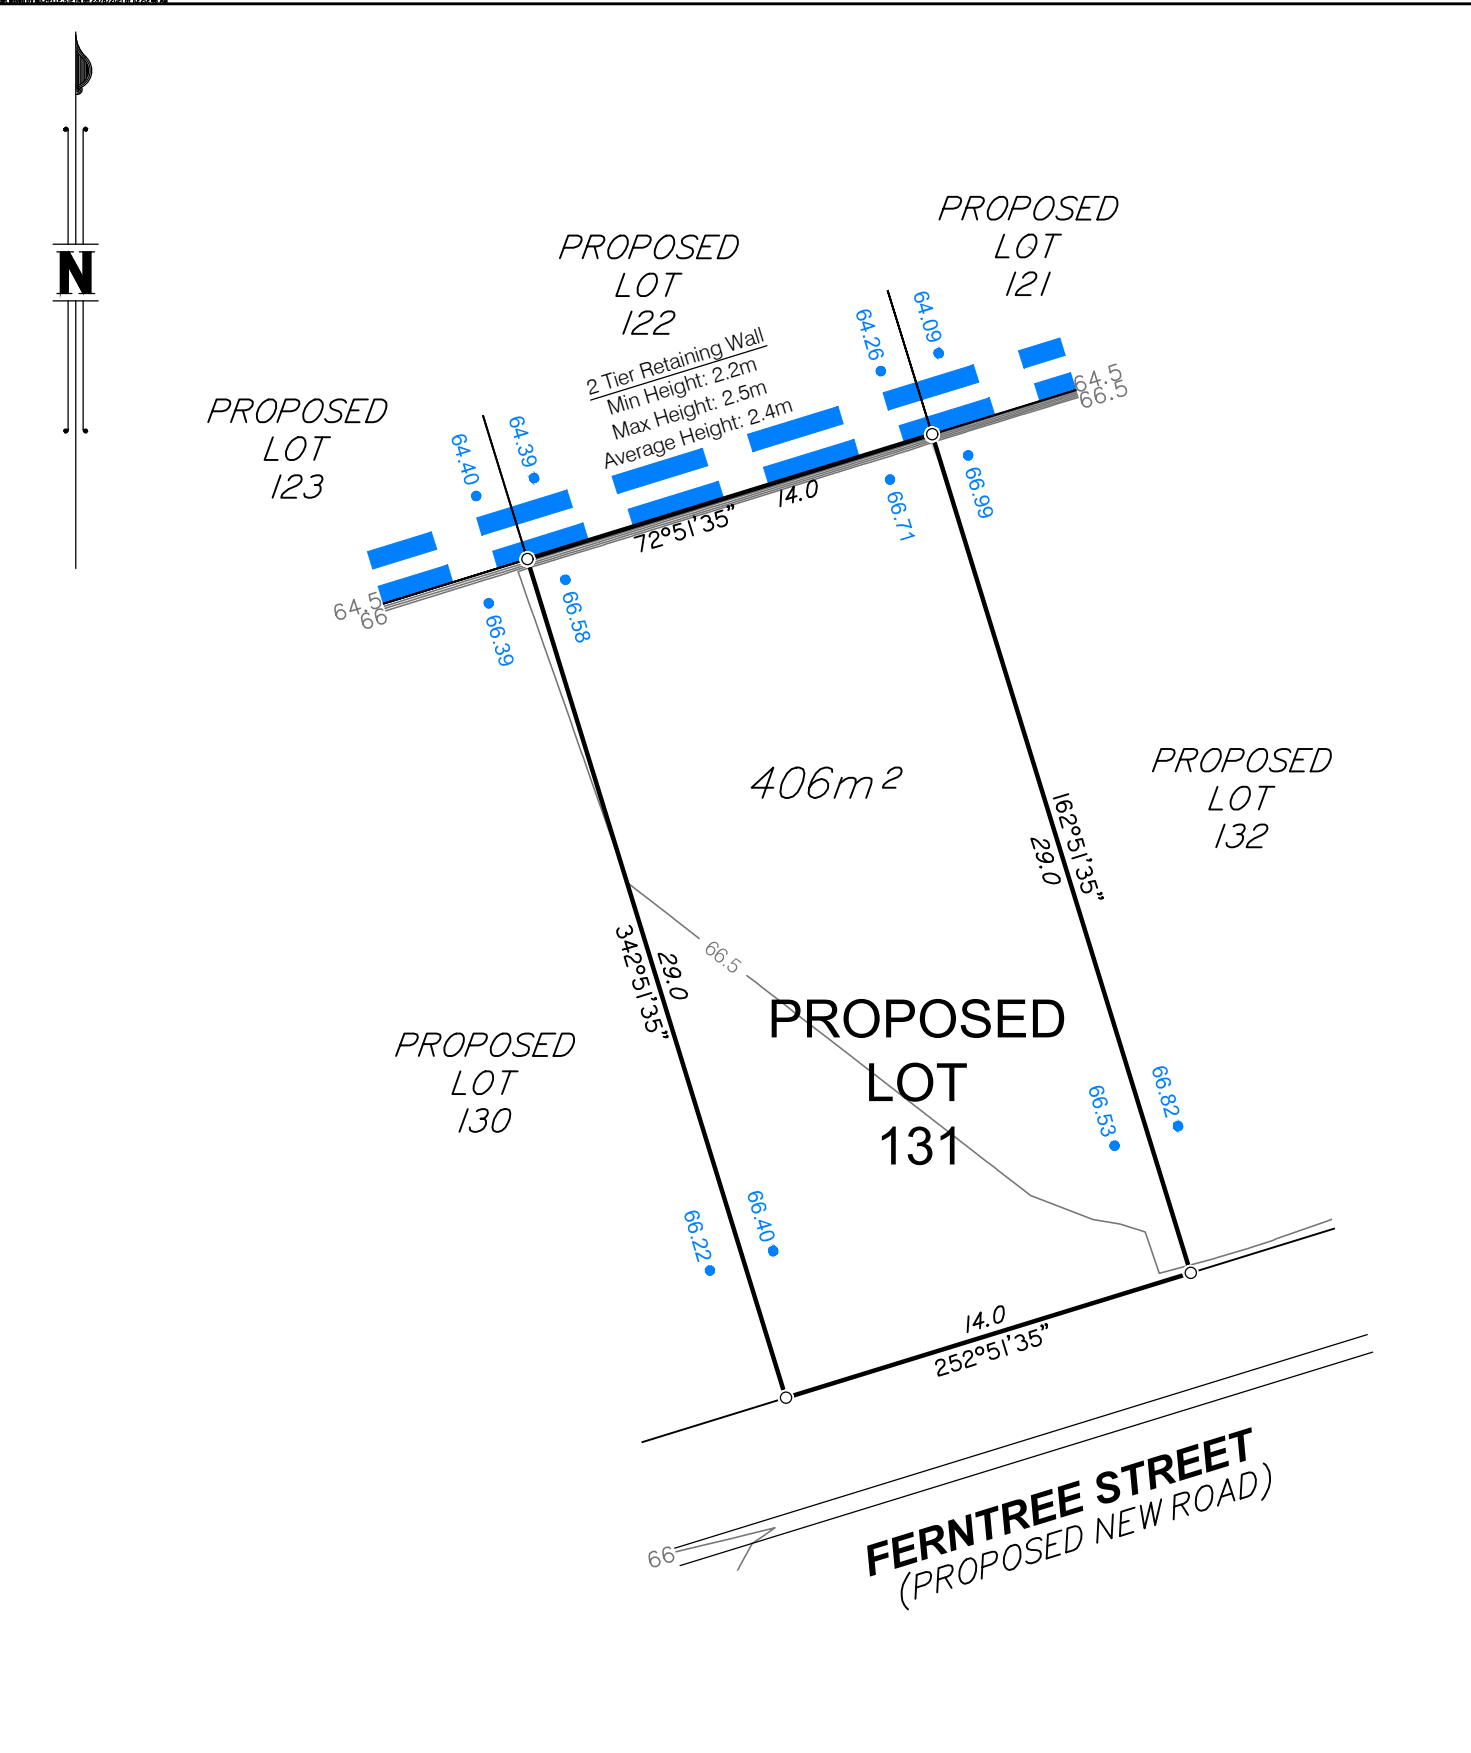 N
PROPOSED
LOT
121
PROPOSED
LOT
122
PROPOSED
LOT
123
2 Tier Retaining Wall
Min Height: 2.2m
Max Height: 2.5m
Average Height: 2.4m
64.26
64.09
64.5
66.5
64.40
64.39
14.0
72°51'35"
66.71
66.99
64.5
66
66.39
66.58
406m²
PROPOSED
LOT
132
162°51'35"
29.0
342°51'35"
29.0
66.5
PROPOSED
LOT
131
PROPOSED
LOT
130
66.53
66.82
66.22
66.40
14.0
252°51'35"
FERNTREE STREET
(PROPOSED NEW ROAD)
66